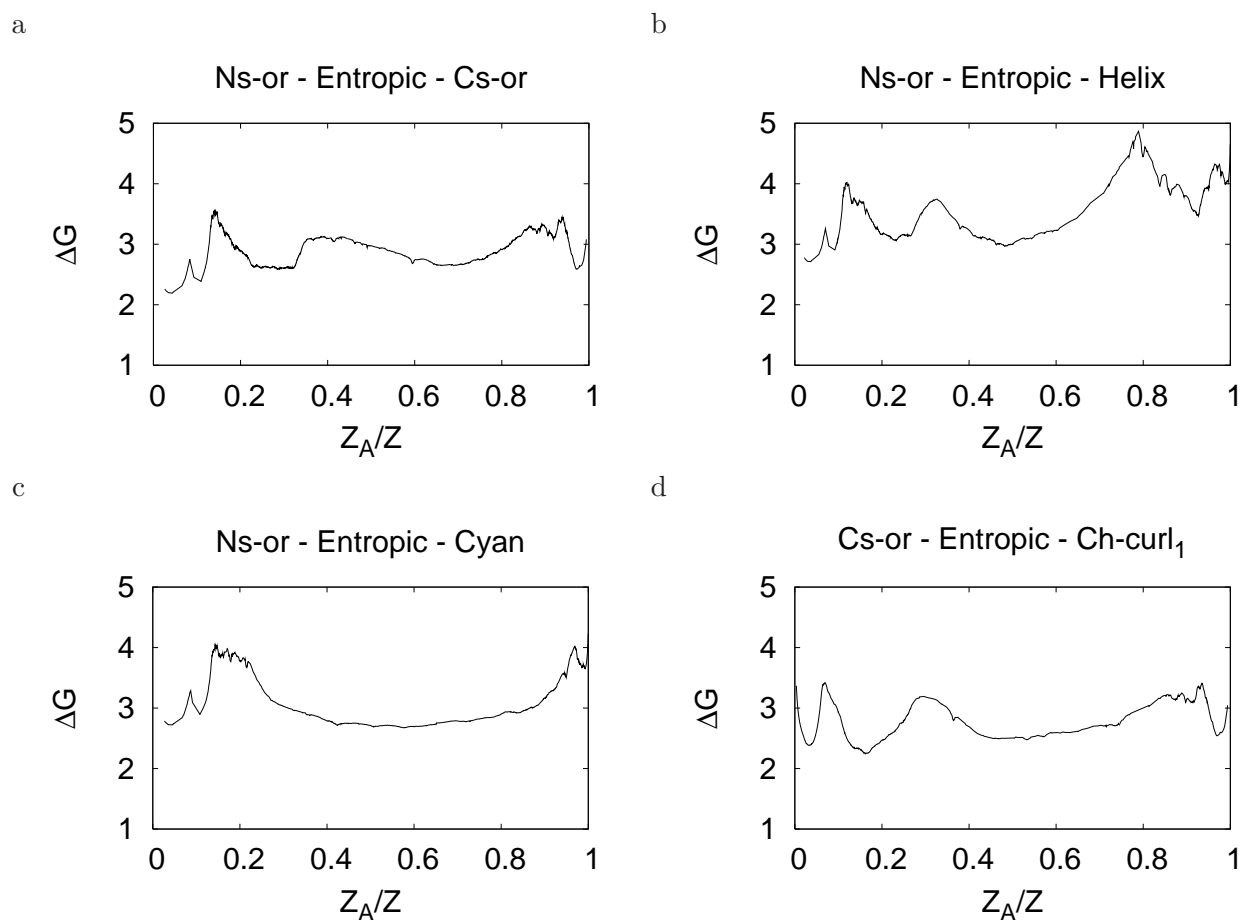 a
Ns-or - Entropic - Cs-or
5
4
3
2
1
ΔG
0 0.2 0.4 0.6 0.8 1
Z_A/Z
b
Ns-or - Entropic - Helix
5
4
3
2
1
ΔG
0 0.2 0.4 0.6 0.8 1
Z_A/Z
c
Ns-or - Entropic - Cyan
5
4
3
2
1
ΔG
0 0.2 0.4 0.6 0.8 1
Z_A/Z
d
Cs-or - Entropic - Ch-curl₁
5
4
3
2
1
ΔG
0 0.2 0.4 0.6 0.8 1
Z_A/Z